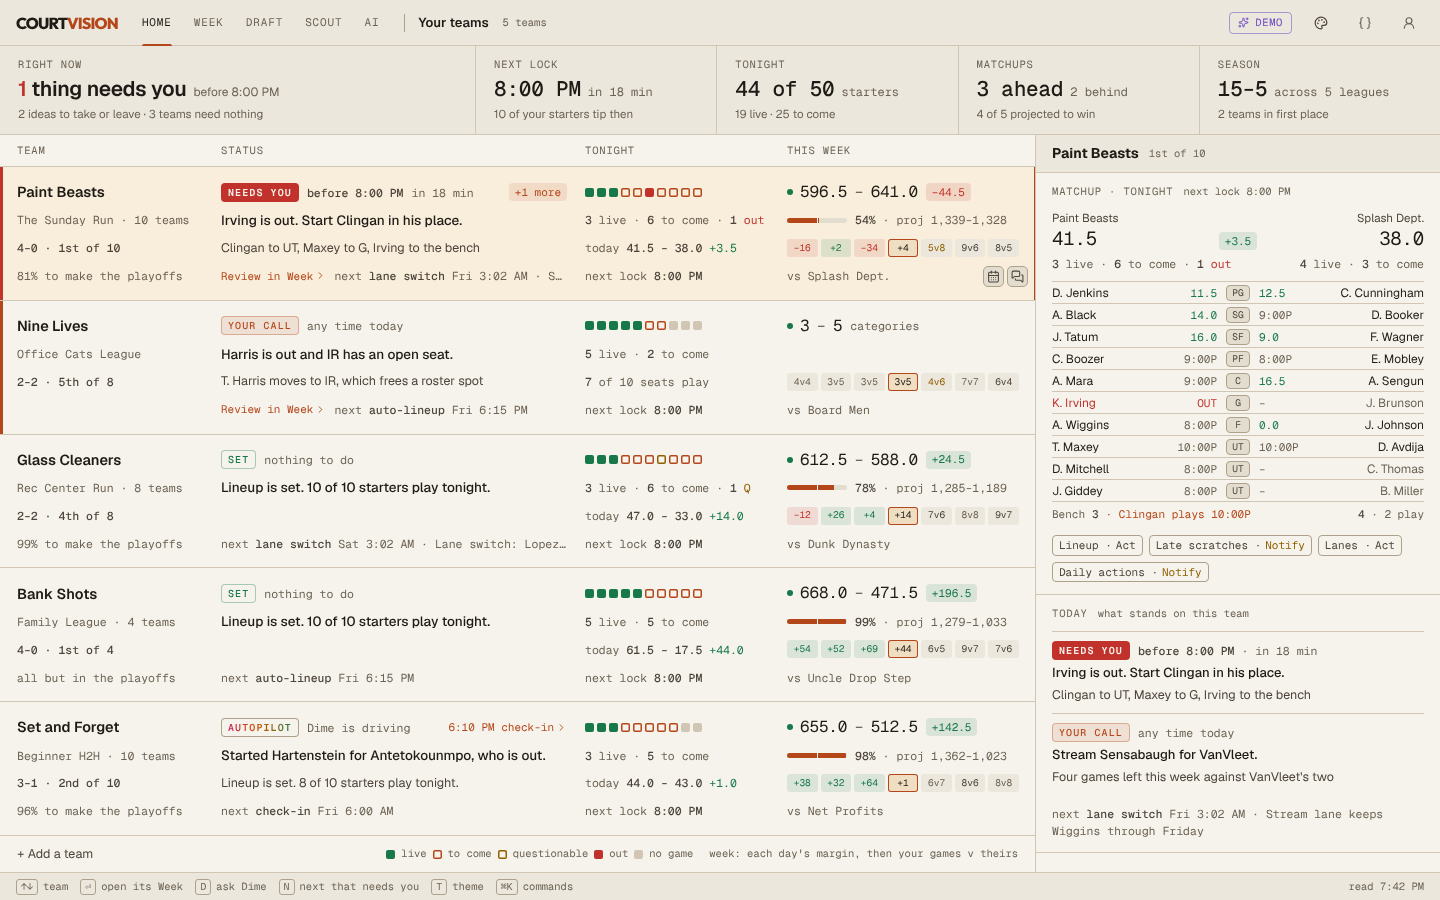 COURTVISION HOME WEEK DRAFT SCOUT AI Your teams 5 teams DEMO { }
RIGHT NOW
1 thing needs you before 8:00 PM
2 ideas to take or leave · 3 teams need nothing
NEXT LOCK
8:00 PM in 18 min
10 of your starters tip then
TONIGHT
44 of 50 starters
19 live · 25 to come
MATCHUPS
3 ahead 2 behind
4 of 5 projected to win
SEASON
15–5 across 5 leagues
2 teams in first place
TEAM STATUS TONIGHT THIS WEEK
Paint Beasts
The Sunday Run · 10 teams
4–0 · 1st of 10
81% to make the playoffs
NEEDS YOU before 8:00 PM in 18 min +1 more
Irving is out. Start Clingan in his place.
Clingan to UT, Maxey to G, Irving to the bench
Review in Week › next lane switch Fri 3:02 AM · S…
3 live · 6 to come · 1 out
today 41.5 – 38.0 +3.5
next lock 8:00 PM
596.5 – 641.0 −44.5
54% · proj 1,339–1,328
−16 +2 −34 +4 5v8 9v6 8v5
vs Splash Dept.
Nine Lives
Office Cats League
2–2 · 5th of 8
YOUR CALL any time today
Harris is out and IR has an open seat.
T. Harris moves to IR, which frees a roster spot
Review in Week › next auto-lineup Fri 6:15 PM
5 live · 2 to come
7 of 10 seats play
next lock 8:00 PM
3 – 5 categories
4v4 3v5 3v5 3v5 4v6 7v7 6v4
vs Board Men
Glass Cleaners
Rec Center Run · 8 teams
2–2 · 4th of 8
99% to make the playoffs
SET nothing to do
Lineup is set. 10 of 10 starters play tonight.
next lane switch Sat 3:02 AM · Lane switch: Lopez…
3 live · 6 to come · 1 Q
today 47.0 – 33.0 +14.0
next lock 8:00 PM
612.5 – 588.0 +24.5
78% · proj 1,285–1,189
−12 +26 +4 +14 7v6 8v8 9v7
vs Dunk Dynasty
Bank Shots
Family League · 4 teams
4–0 · 1st of 4
all but in the playoffs
SET nothing to do
Lineup is set. 10 of 10 starters play tonight.
next auto-lineup Fri 6:15 PM
5 live · 5 to come
today 61.5 – 17.5 +44.0
next lock 8:00 PM
668.0 – 471.5 +196.5
99% · proj 1,279–1,033
+54 +52 +69 +44 6v5 9v7 7v6
vs Uncle Drop Step
Set and Forget
Beginner H2H · 10 teams
3–1 · 2nd of 10
96% to make the playoffs
AUTOPILOT Dime is driving 6:10 PM check-in ›
Started Hartenstein for Antetokounmpo, who is out.
Lineup is set. 8 of 10 starters play tonight.
next check-in Fri 6:00 AM
3 live · 5 to come
today 44.0 – 43.0 +1.0
next lock 8:00 PM
655.0 – 512.5 +142.5
98% · proj 1,362–1,023
+38 +32 +64 +1 6v7 8v6 8v8
vs Net Profits
+ Add a team live to come questionable out no game week: each day's margin, then your games v theirs
Paint Beasts 1st of 10
MATCHUP · TONIGHT next lock 8:00 PM
Paint Beasts Splash Dept.
41.5 +3.5 38.0
3 live · 6 to come · 1 out 4 live · 3 to come
D. Jenkins 11.5 PG 12.5 C. Cunningham
A. Black 14.0 SG 9:00P D. Booker
J. Tatum 16.0 SF 9.0 F. Wagner
C. Boozer 9:00P PF 8:00P E. Mobley
A. Mara 9:00P C 16.5 A. Sengun
K. Irving OUT G – J. Brunson
A. Wiggins 8:00P F 0.0 J. Johnson
T. Maxey 10:00P UT 10:00P D. Avdija
D. Mitchell 8:00P UT – C. Thomas
J. Giddey 8:00P UT – B. Miller
Bench 3 · Clingan plays 10:00P 4 · 2 play
Lineup · Act Late scratches · Notify Lanes · Act
Daily actions · Notify
TODAY what stands on this team
NEEDS YOU before 8:00 PM · in 18 min
Irving is out. Start Clingan in his place.
Clingan to UT, Maxey to G, Irving to the bench
YOUR CALL any time today
Stream Sensabaugh for VanVleet.
Four games left this week against VanVleet's two
next lane switch Fri 3:02 AM · Stream lane keeps
Wiggins through Friday
↑↓ team ⏎ open its Week D ask Dime N next that needs you T theme ⌘K commands read 7:42 PM